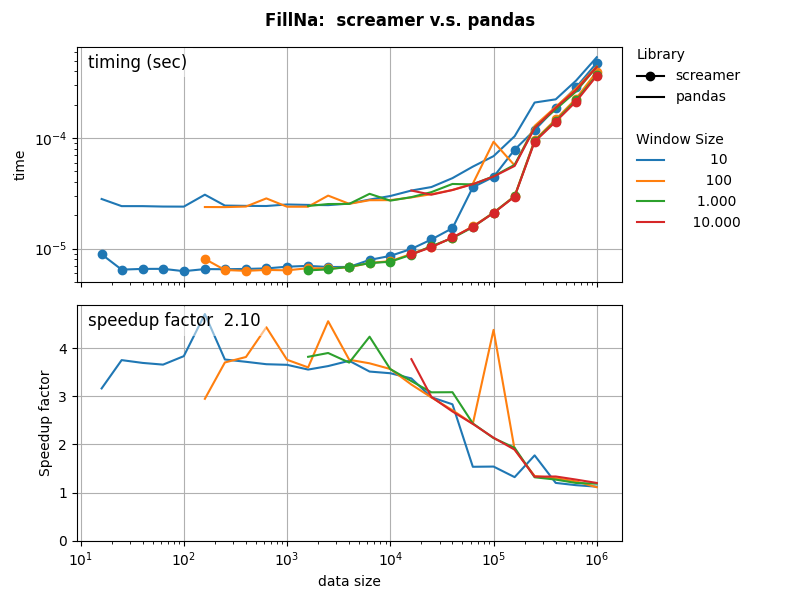 FillNa:  screamer v.s. pandas
timing (sec)
time
10⁻⁴
10⁻⁵
Library
screamer
pandas
Window Size
10
100
1.000
10.000
speedup factor  2.10
Speedup factor
4
3
2
1
0
10¹ 10² 10³ 10⁴ 10⁵ 10⁶
data size